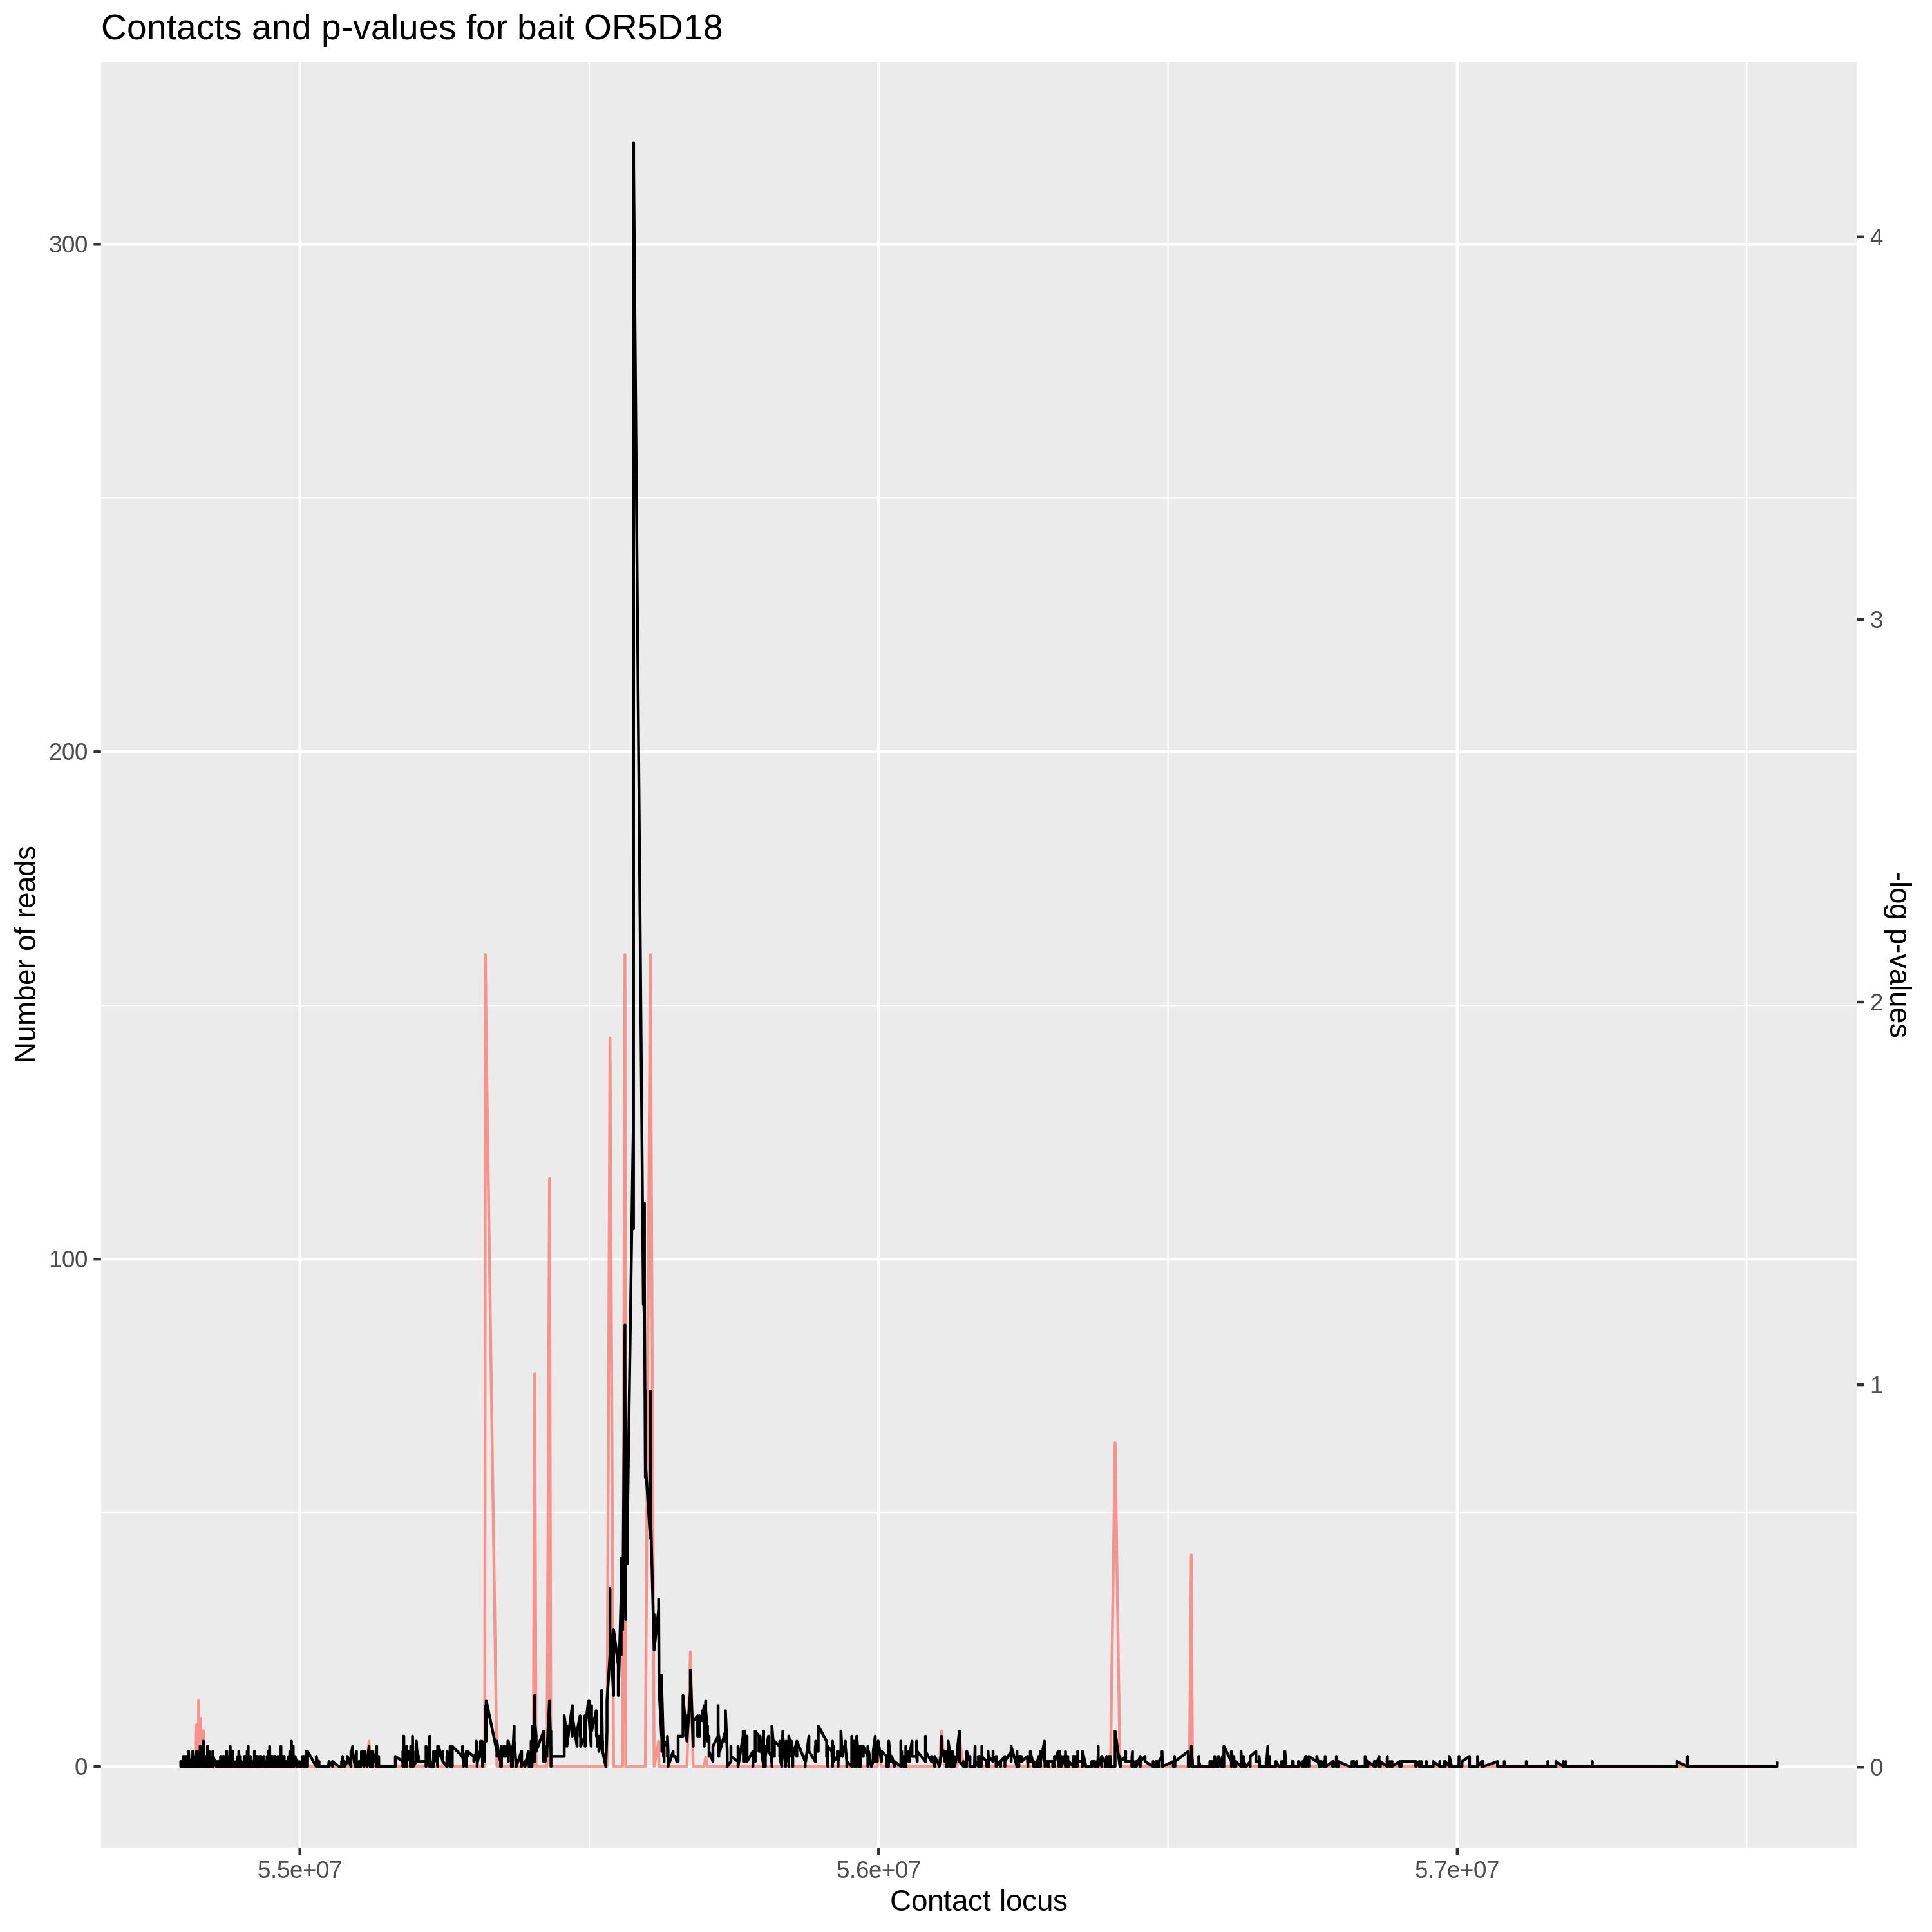 Contacts and p-values for bait OR5D18
Number of reads
300
200
100
0
4
3
2
1
0
-log p-values
5.5e+07
5.6e+07
5.7e+07
Contact locus